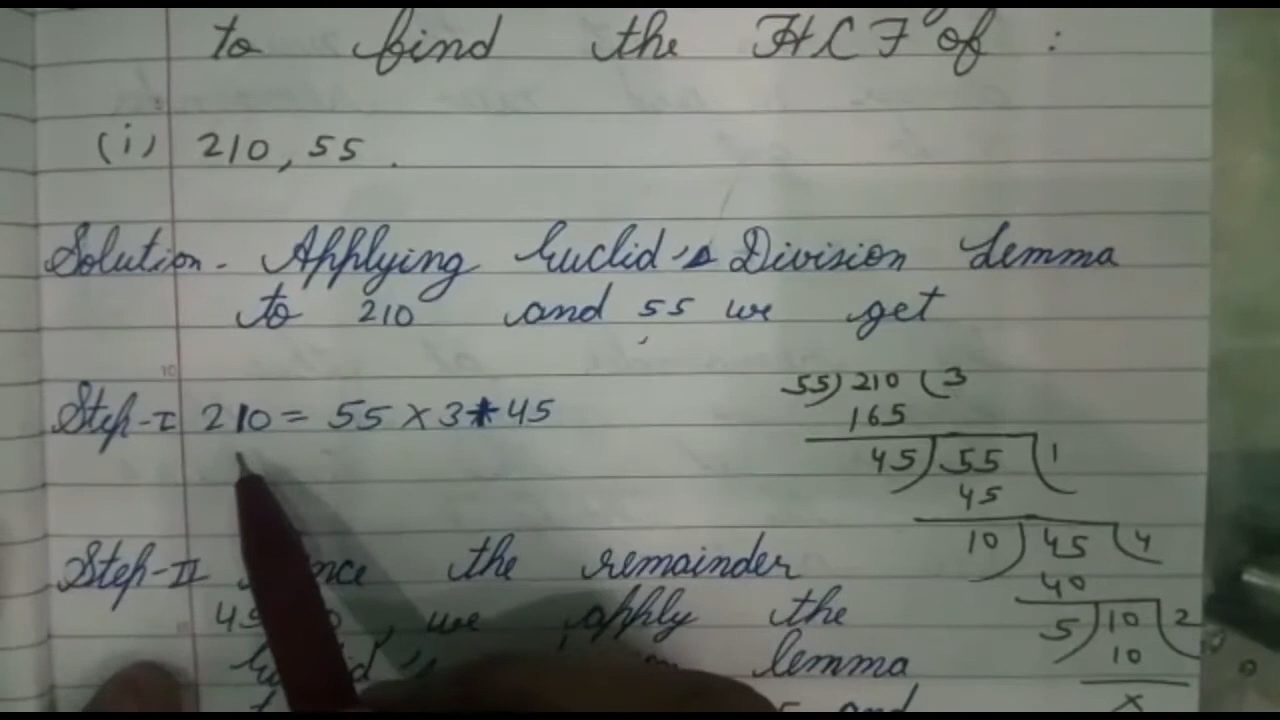 to find the HCF of :
(i) 210, 55 .
Solution - Applying Euclid's Division Lemma
to 210 and 55 we get
Step-I 210 = 55 × 3 + 45
55) 210 ( 3
165
45) 55 ( 1
45
10) 45 ( 4
40
5) 10 ( 2
10
x
Step-II the remainder
, we apply the
lemma
and